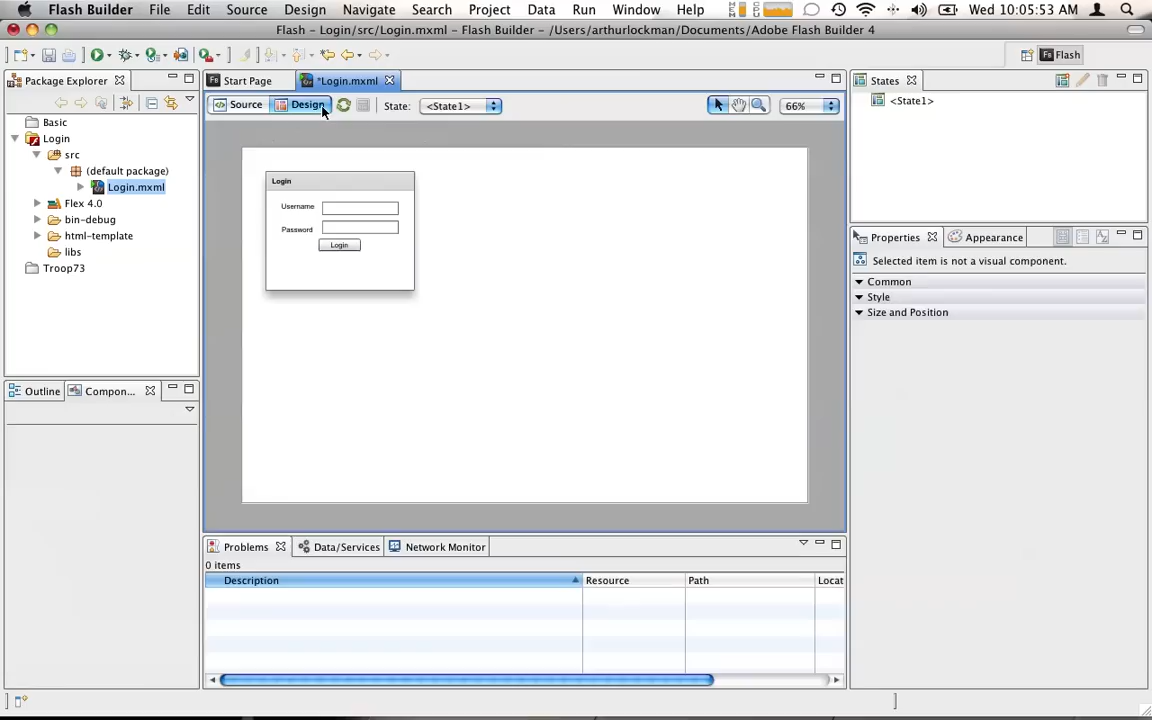 Flash Builder File Edit Source Design Navigate Search Project Data Run Window Help Wed 10:05:53 AM
Flash – Login/src/Login.mxml – Flash Builder – /Users/arthurlockman/Documents/Adobe Flash Builder 4
Flash
Package Explorer
Basic
Login
src
(default package)
Login.mxml
Flex 4.0
bin-debug
html-template
libs
Troop73
Outline Compon...
Start Page *Login.mxml
Source Design State: <State1> 66%
Login
Username
Password
Login
Problems Data/Services Network Monitor
0 items
Description Resource Path Locat
States
<State1>
Properties Appearance
Selected item is not a visual component.
Common
Style
Size and Position